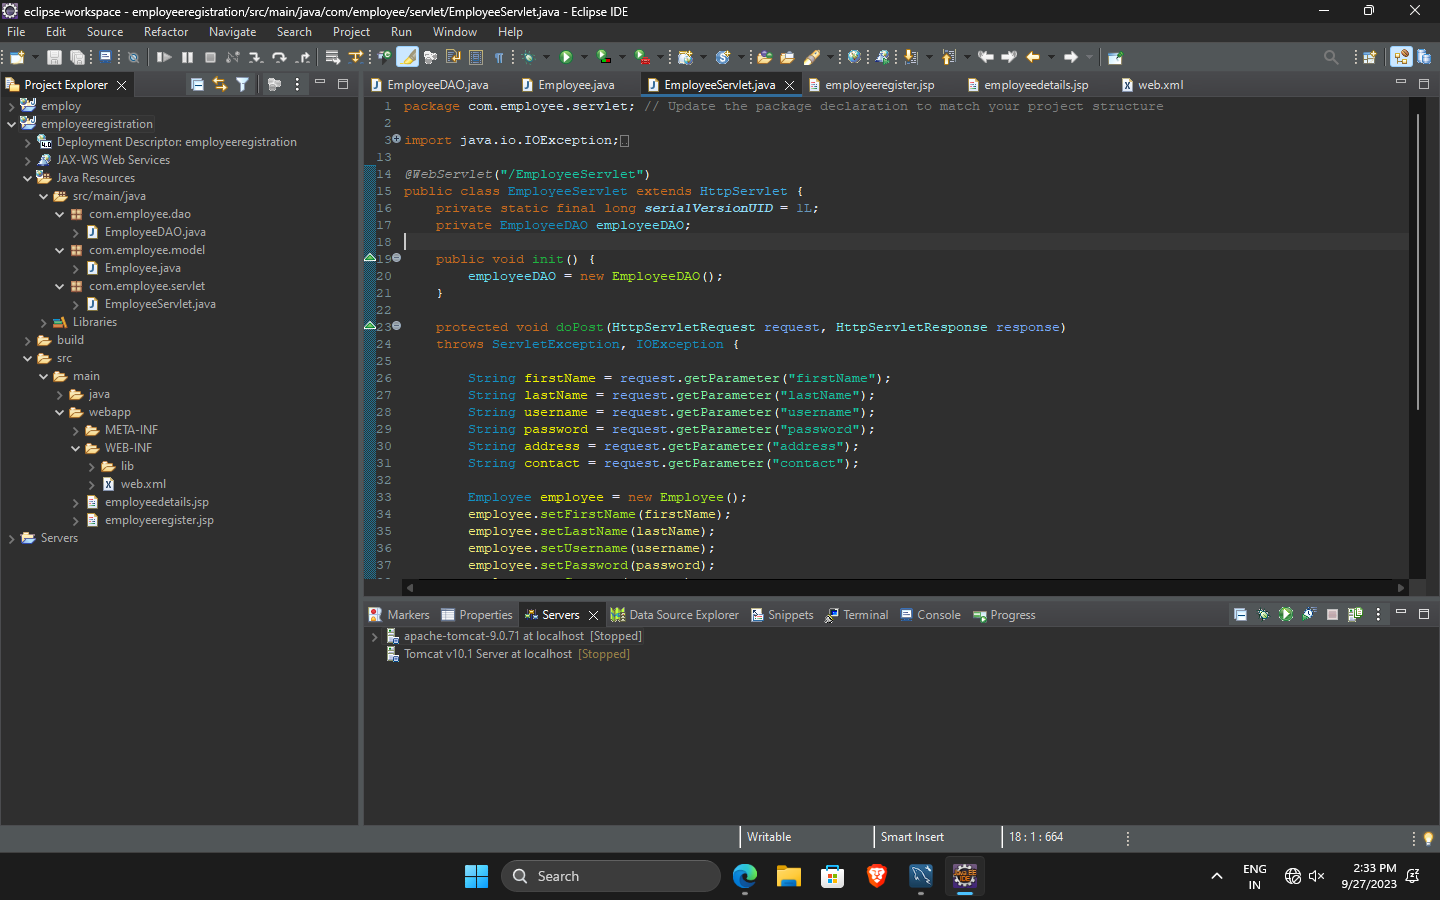 eclipse-workspace - employeeregistration/src/main/java/com/employee/servlet/EmployeeServlet.java - Eclipse IDE
File Edit Source Refactor Navigate Search Project Run Window Help
Project Explorer
employ
employeeregistration
Deployment Descriptor: employeeregistration
JAX-WS Web Services
Java Resources
src/main/java
com.employee.dao
EmployeeDAO.java
com.employee.model
Employee.java
com.employee.servlet
EmployeeServlet.java
Libraries
build
src
main
java
webapp
META-INF
WEB-INF
lib
web.xml
employeedetails.jsp
employeeregister.jsp
Servers
EmployeeDAO.java Employee.java EmployeeServlet.java employeeregister.jsp employeedetails.jsp web.xml
1 package com.employee.servlet; // Update the package declaration to match your project structure
2
3 import java.io.IOException;
13
14 @WebServlet("/EmployeeServlet")
15 public class EmployeeServlet extends HttpServlet {
16 private static final long serialVersionUID = 1L;
17 private EmployeeDAO employeeDAO;
18
19 public void init() {
20 employeeDAO = new EmployeeDAO();
21 }
22
23 protected void doPost(HttpServletRequest request, HttpServletResponse response)
24 throws ServletException, IOException {
25
26 String firstName = request.getParameter("firstName");
27 String lastName = request.getParameter("lastName");
28 String username = request.getParameter("username");
29 String password = request.getParameter("password");
30 String address = request.getParameter("address");
31 String contact = request.getParameter("contact");
32
33 Employee employee = new Employee();
34 employee.setFirstName(firstName);
35 employee.setLastName(lastName);
36 employee.setUsername(username);
37 employee.setPassword(password);
Markers Properties Servers Data Source Explorer Snippets Terminal Console Progress
apache-tomcat-9.0.71 at localhost [Stopped]
Tomcat v10.1 Server at localhost [Stopped]
Writable Smart Insert 18 : 1 : 664
Search
ENG
IN
2:33 PM
9/27/2023